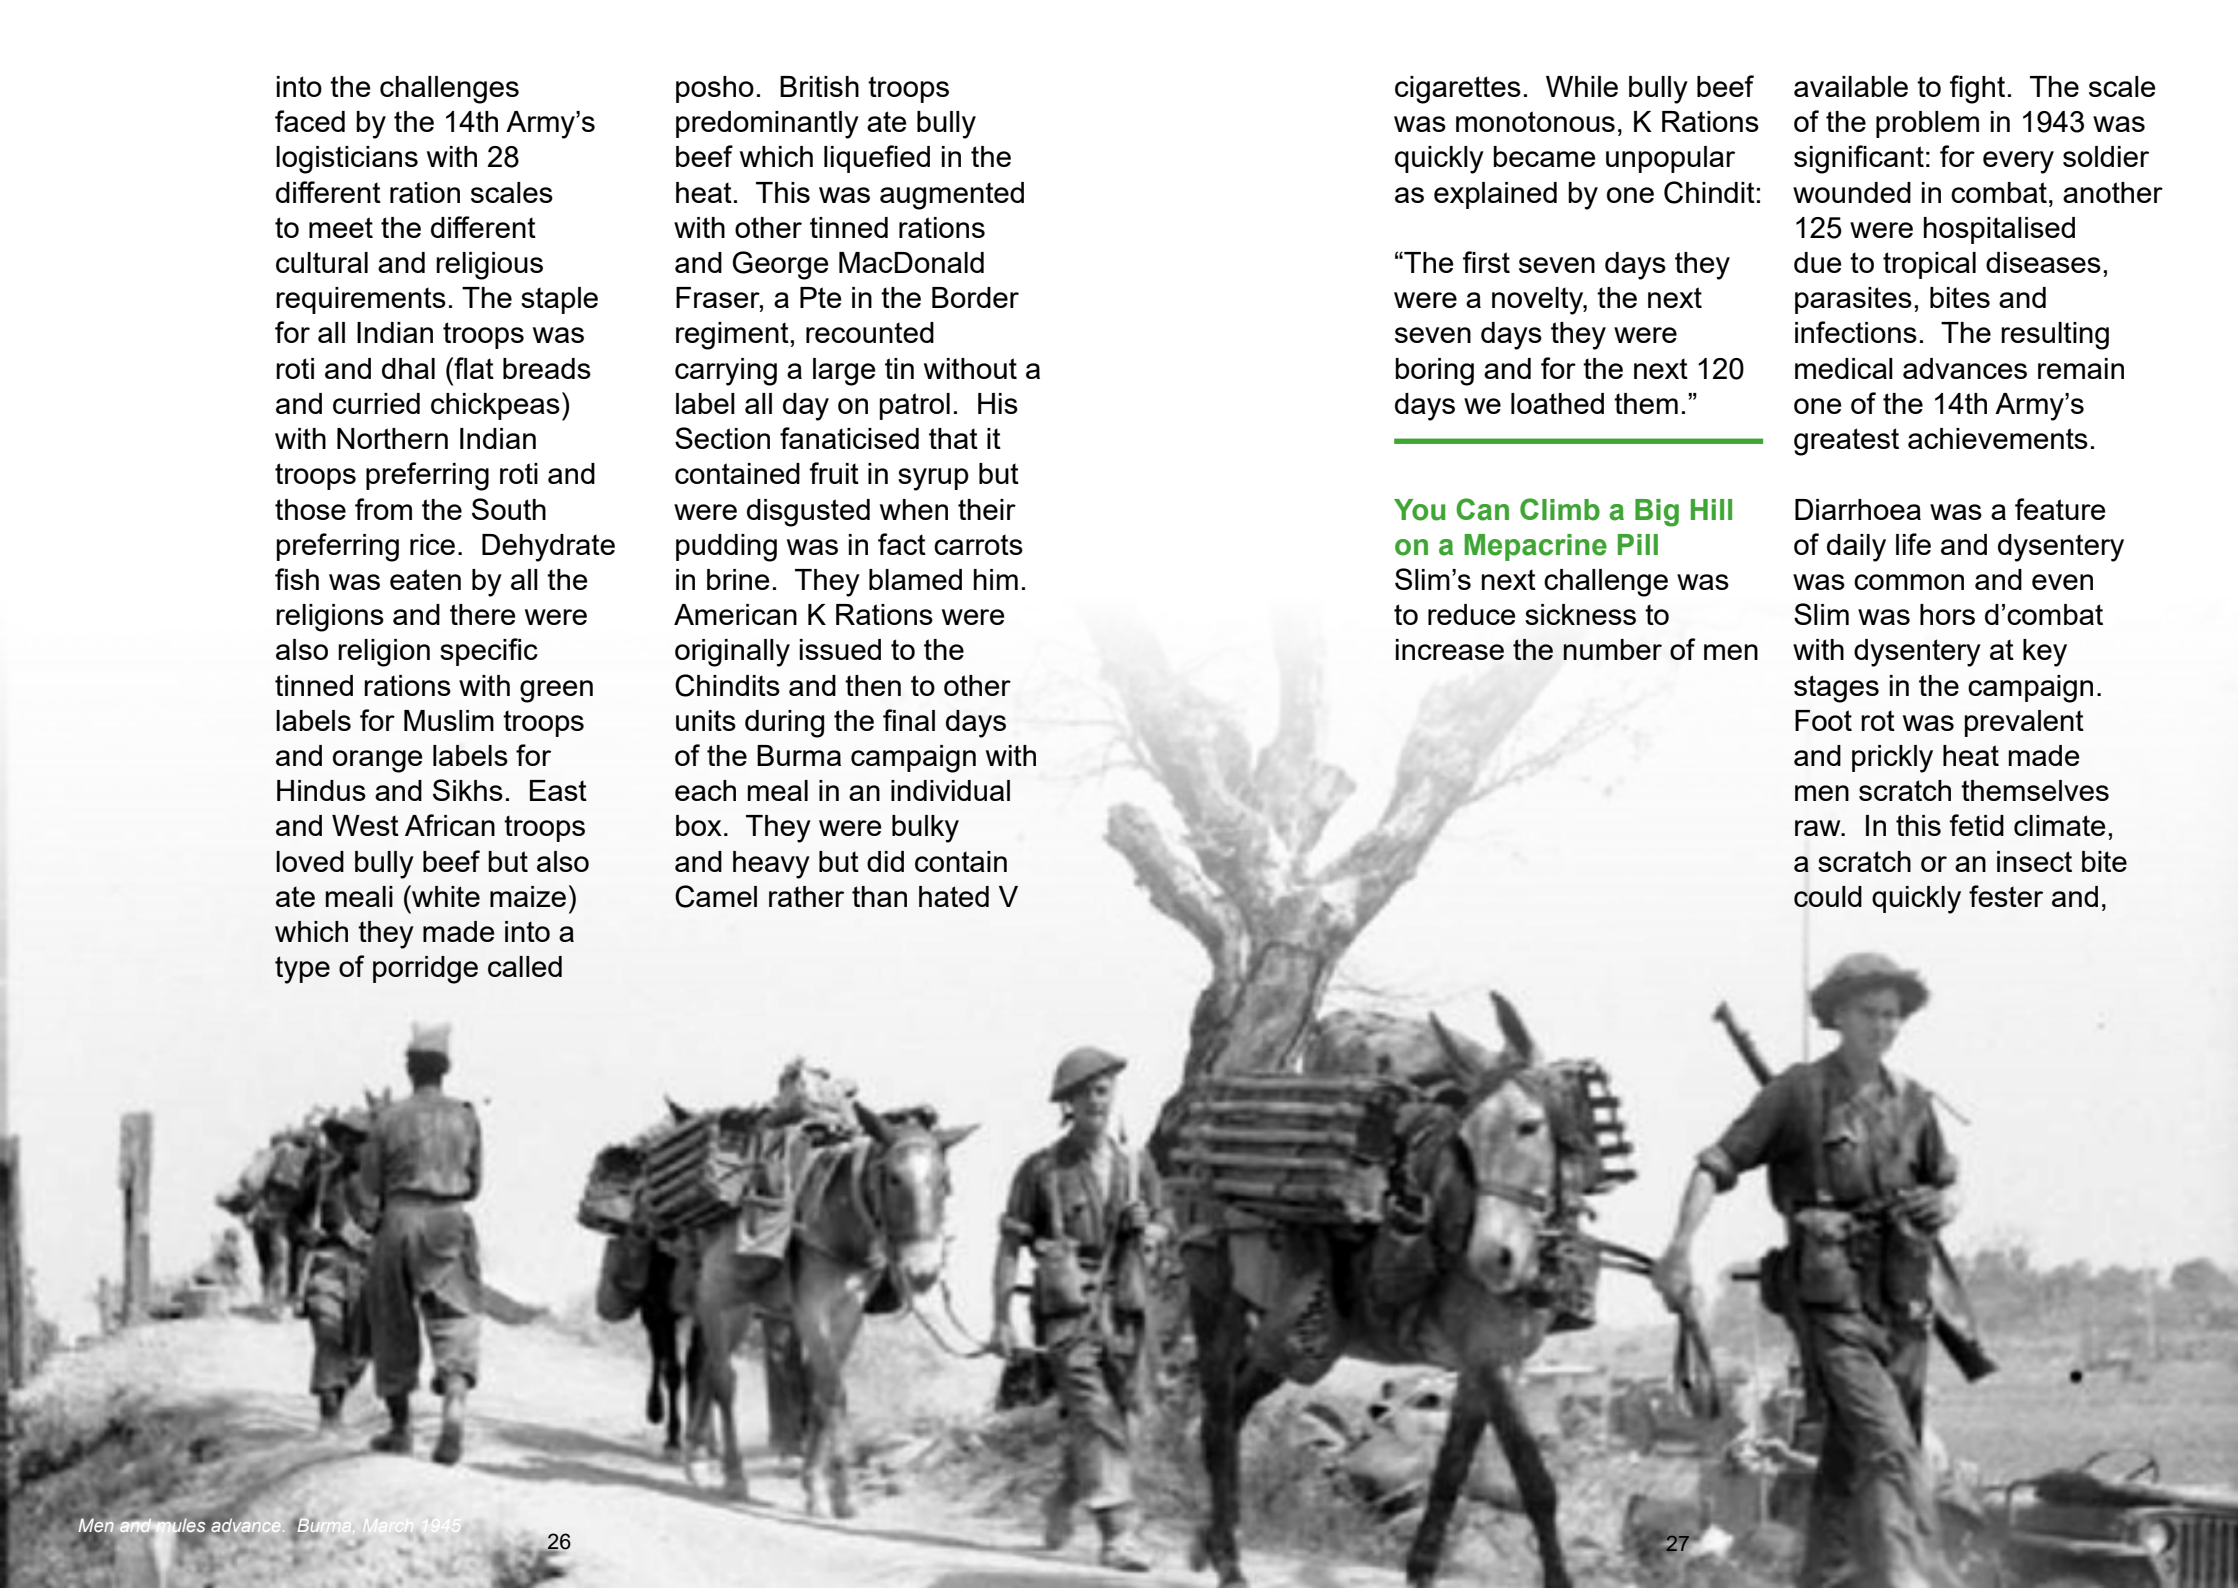 into the challenges
faced by the 14th Army’s
logisticians with 28
different ration scales
to meet the different
cultural and religious
requirements. The staple
for all Indian troops was
roti and dhal (flat breads
and curried chickpeas)
with Northern Indian
troops preferring roti and
those from the South
preferring rice.  Dehydrate
fish was eaten by all the
religions and there were
also religion specific
tinned rations with green
labels for Muslim troops
and orange labels for
Hindus and Sikhs.  East
and West African troops
loved bully beef but also
ate meali (white maize)
which they made into a
type of porridge called
posho.  British troops
predominantly ate bully
beef which liquefied in the
heat.  This was augmented
with other tinned rations
and George MacDonald
Fraser, a Pte in the Border
regiment, recounted
carrying a large tin without a
label all day on patrol.  His
Section fanaticised that it
contained fruit in syrup but
were disgusted when their
pudding was in fact carrots
in brine.  They blamed him.
American K Rations were
originally issued to the
Chindits and then to other
units during the final days
of the Burma campaign with
each meal in an individual
box.  They were bulky
and heavy but did contain
Camel rather than hated V
Men and mules advance.  Burma, March 1945
26
cigarettes.  While bully beef
was monotonous, K Rations
quickly became unpopular
as explained by one Chindit:
“The first seven days they
were a novelty, the next
seven days they were
boring and for the next 120
days we loathed them.”
You Can Climb a Big Hill
on a Mepacrine Pill
Slim’s next challenge was
to reduce sickness to
increase the number of men
available to fight.  The scale
of the problem in 1943 was
significant: for every soldier
wounded in combat, another
125 were hospitalised
due to tropical diseases,
parasites, bites and
infections.  The resulting
medical advances remain
one of the 14th Army’s
greatest achievements.
Diarrhoea was a feature
of daily life and dysentery
was common and even
Slim was hors d’combat
with dysentery at key
stages in the campaign.
Foot rot was prevalent
and prickly heat made
men scratch themselves
raw.  In this fetid climate,
a scratch or an insect bite
could quickly fester and,
27